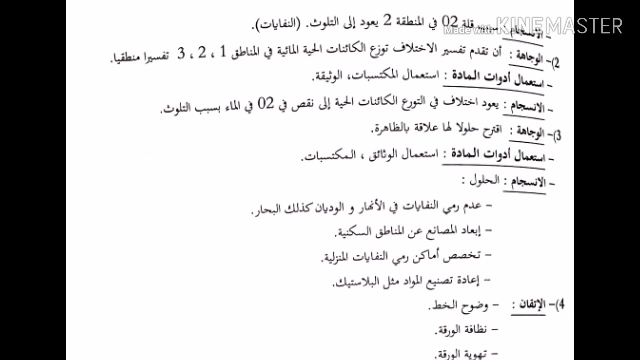 Made with KINEMASTER
- الانسجام : سبب قلة 02 في المنطقة 2 يعود إلى التلوث. (النفايات).
2)- الوجاهة : أن تقدم تفسير الاختلاف توزع الكائنات الحية المائية في المناطق 1 ، 2 ، 3 تفسيرا منطقيا.
- استعمال أدوات المادة : استعمال المكتسبات، الوثيقة.
- الانسجام : يعود اختلاف في التوزع الكائنات الحية إلى نقص في 02 في الماء بسبب التلوث.
3)- الوجاهة : اقترح حلولا لها علاقة بالظاهرة.
- استعمال أدوات المادة : استعمال الوثائق ، المكتسبات.
- الانسجام : الحلول :
- عدم رمي النفايات في الأنهار و الوديان كذلك البحار.
- إبعاد المصانع عن المناطق السكنية.
- تخصص أماكن رمي النفايات المنزلية.
- إعادة تصنيع المواد مثل البلاستيك.
4)- الإتقان : - وضوح الخط.
- نظافة الورقة.
- تهوية الورقة.